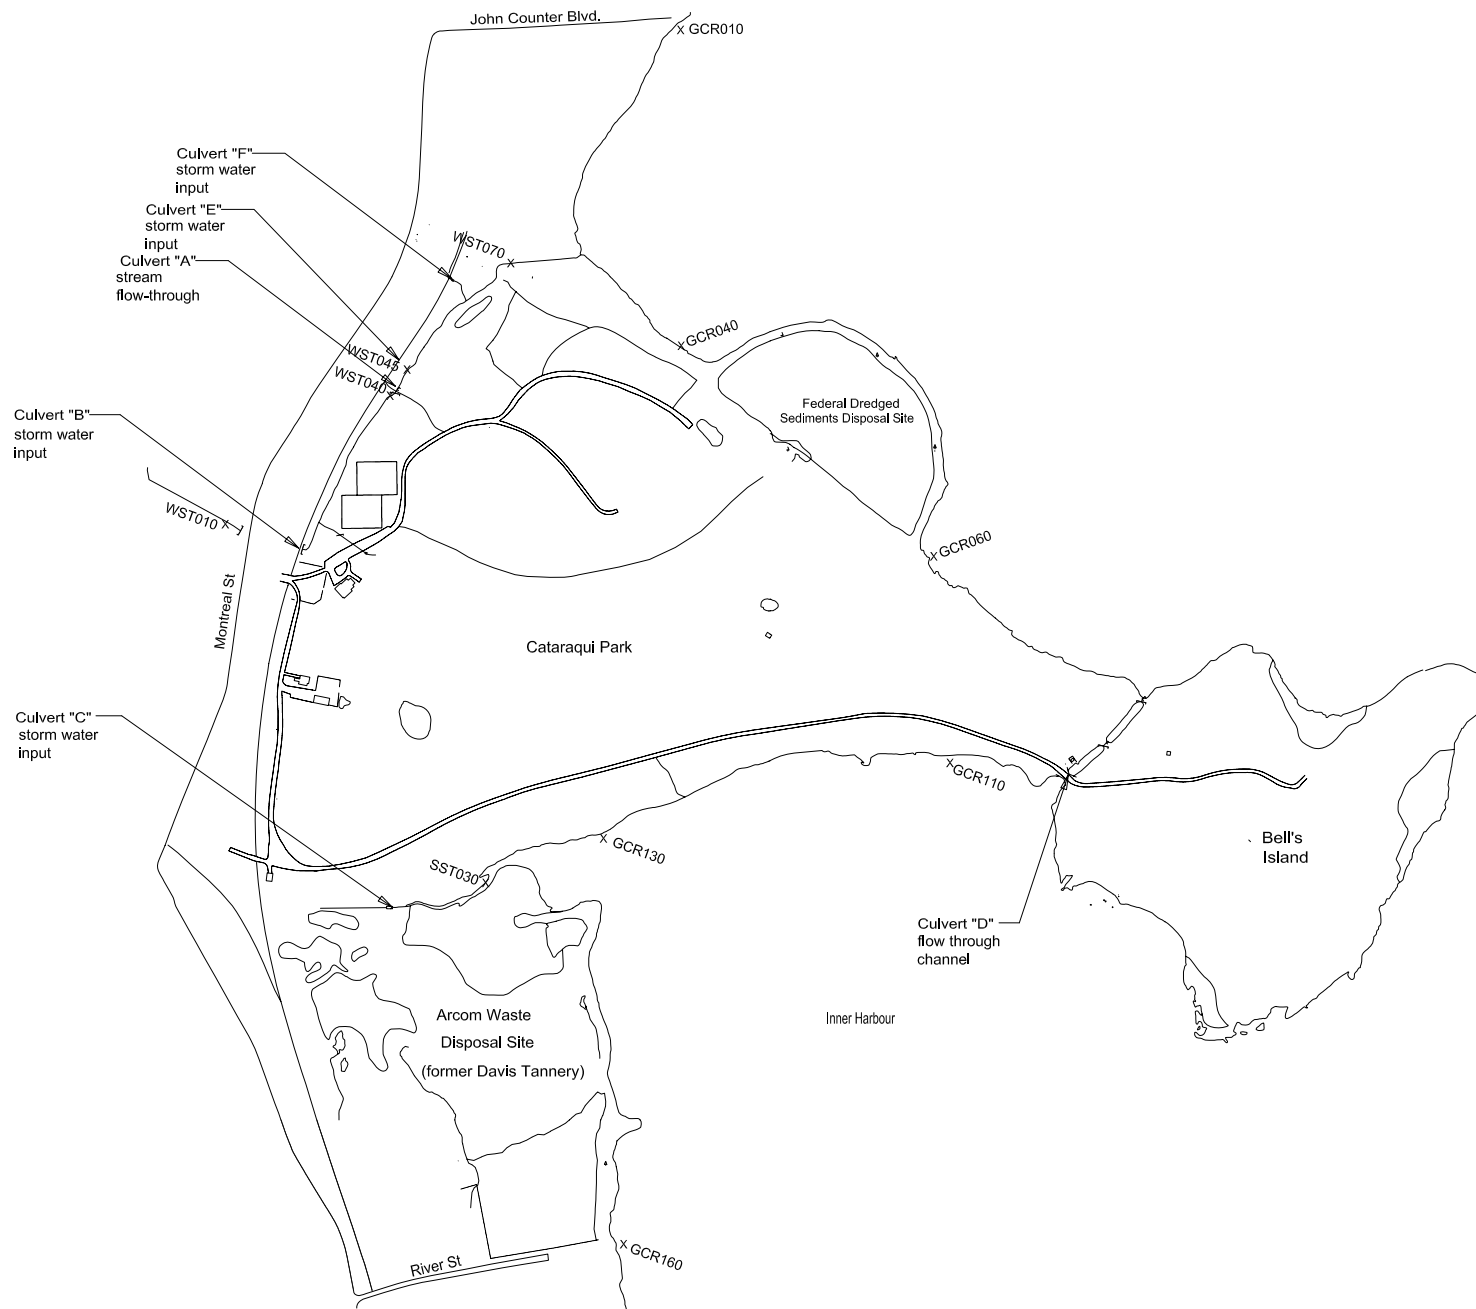 John Counter Blvd.
GCR010
Culvert "F"
storm water
input
Culvert "E"
storm water
input
Culvert "A"
stream
flow-through
WST070
GCR040
WST045
WST040
Federal Dredged
Sediments Disposal Site
Culvert "B"
storm water
input
WST010
GCR060
Montreal St
Cataraqui Park
Culvert "C"
storm water
input
GCR110
GCR130
Bell's
Island
SST030
Culvert "D"
flow through
channel
Arcom Waste
Disposal Site
(former Davis Tannery)
Inner Harbour
GCR160
River St